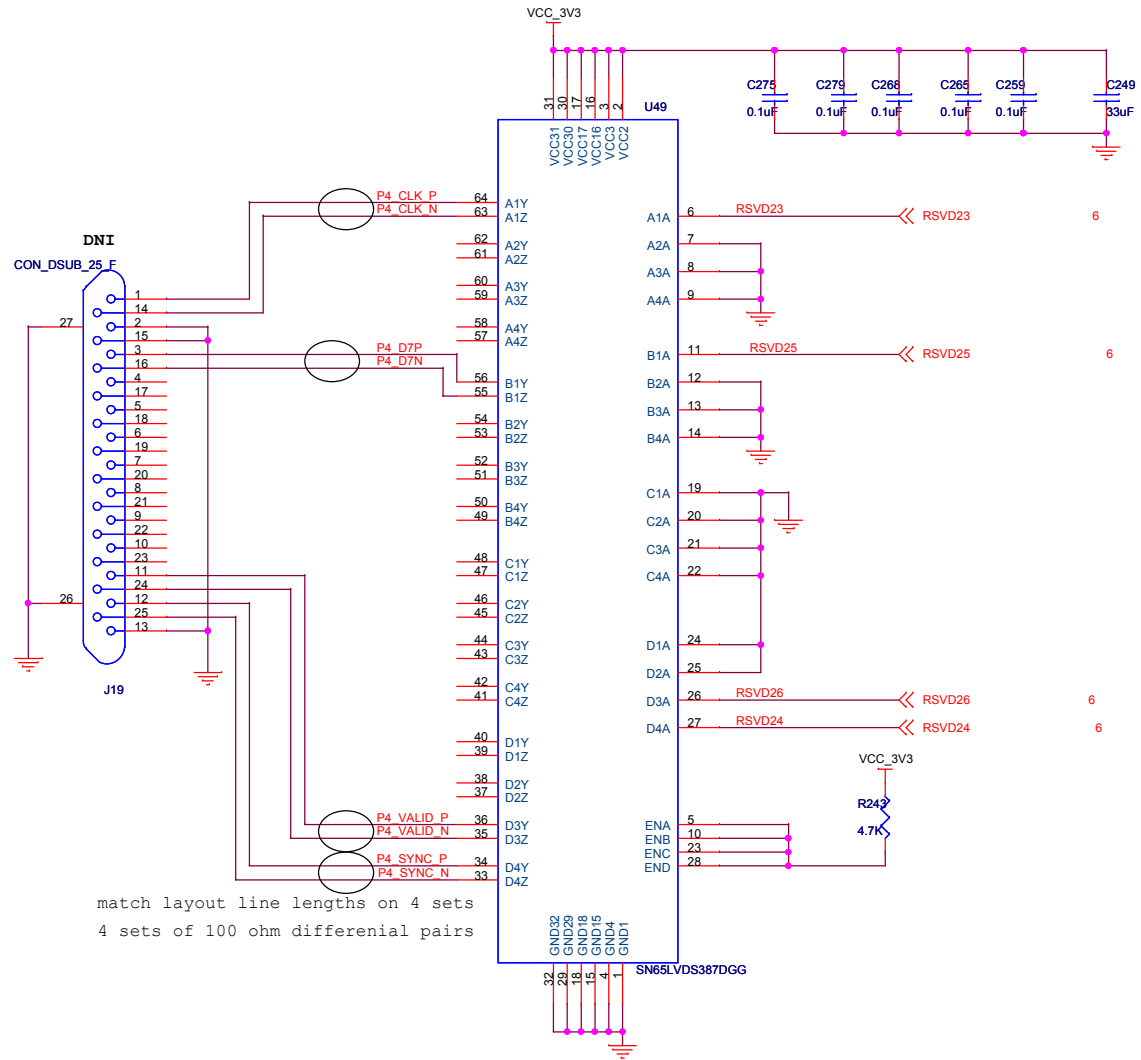 VCC_3V3
31
30
17
16
3
2
U49
VCC31
VCC30
VCC17
VCC16
VCC3
VCC2
C275
0.1uF
C279
0.1uF
C268
0.1uF
C265
0.1uF
C259
0.1uF
C249
33uF
DNI
CON_DSUB_25_F
27
26
1
14
2
15
3
16
4
17
5
18
6
19
7
20
8
21
9
22
10
23
11
24
12
25
13
J19
P4_CLK_P
P4_CLK_N
P4_D7P
P4_D7N
P4_VALID_P
P4_VALID_N
P4_SYNC_P
P4_SYNC_N
64 A1Y
63 A1Z
62 A2Y
61 A2Z
60 A3Y
59 A3Z
58 A4Y
57 A4Z
56 B1Y
55 B1Z
54 B2Y
53 B2Z
52 B3Y
51 B3Z
50 B4Y
49 B4Z
48 C1Y
47 C1Z
46 C2Y
45 C2Z
44 C3Y
43 C3Z
42 C4Y
41 C4Z
40 D1Y
39 D1Z
38 D2Y
37 D2Z
36 D3Y
35 D3Z
34 D4Y
33 D4Z
A1A 6 RSVD23 RSVD23 6
A2A 7
A3A 8
A4A 9
B1A 11 RSVD25 RSVD25 6
B2A 12
B3A 13
B4A 14
C1A 19
C2A 20
C3A 21
C4A 22
D1A 24
D2A 25
D3A 26 RSVD26 RSVD26 6
D4A 27 RSVD24 RSVD24 6
VCC_3V3
R243
4.7K
ENA 5
ENB 10
ENC 23
END 28
match layout line lengths on 4 sets
4 sets of 100 ohm differenial pairs
GND32
GND29
GND18
GND15
GND4
GND1
SN65LVDS387DGG
32
29
18
15
4
1